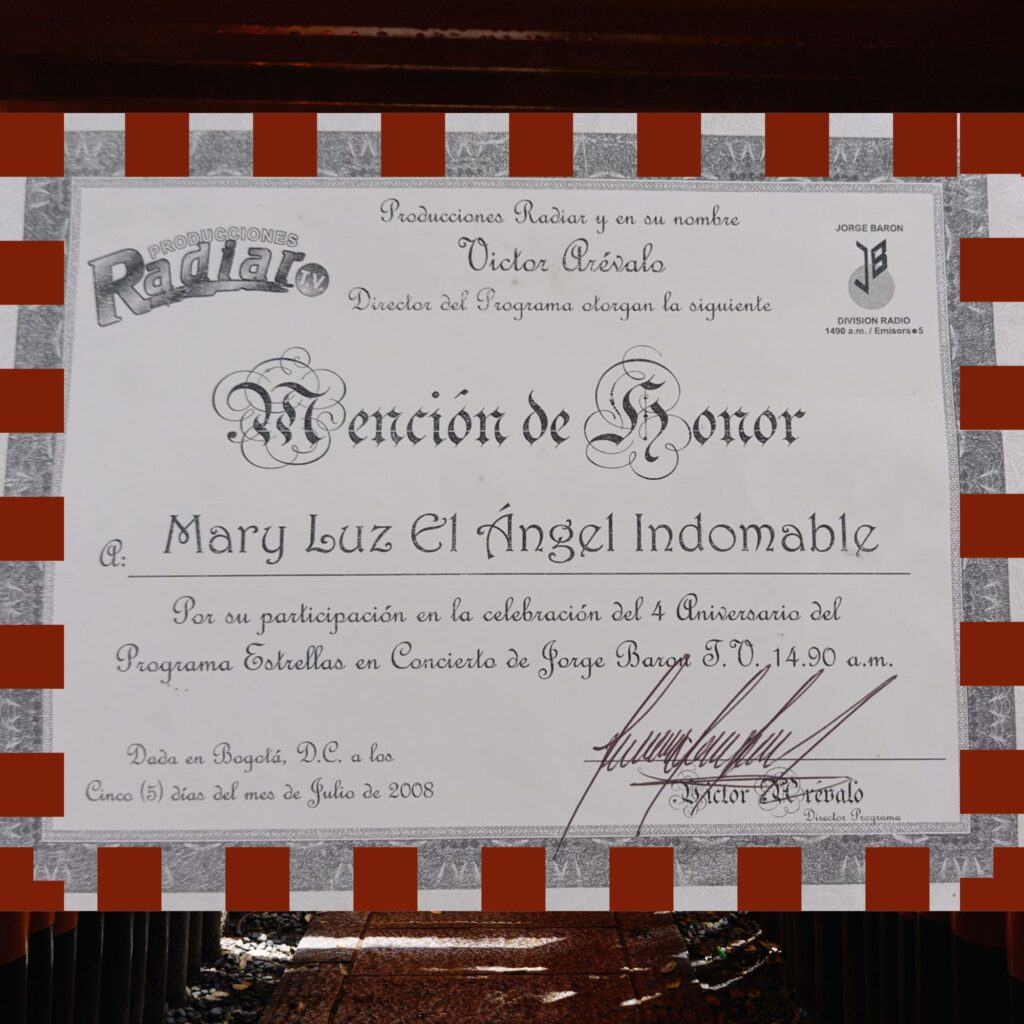 Producciones Radiar y en su nombre
PRODUCCIONES
Radiar T.V.
Victor Arévalo
Director del Programa otorgan la siguiente
JORGE BARON
JB
DIVISION RADIO
1490 a.m. / Emisora●5
Mención de Honor
A: Mary Luz El Ángel Indomable
Por su participación en la celebración del 4 Aniversario del
Programa Estrellas en Concierto de Jorge Baron T.V. 14.90 a.m.
Dada en Bogotá, D.C. a los
Cinco (5) días del mes de Julio de 2008
Victor Arévalo
Director Programa